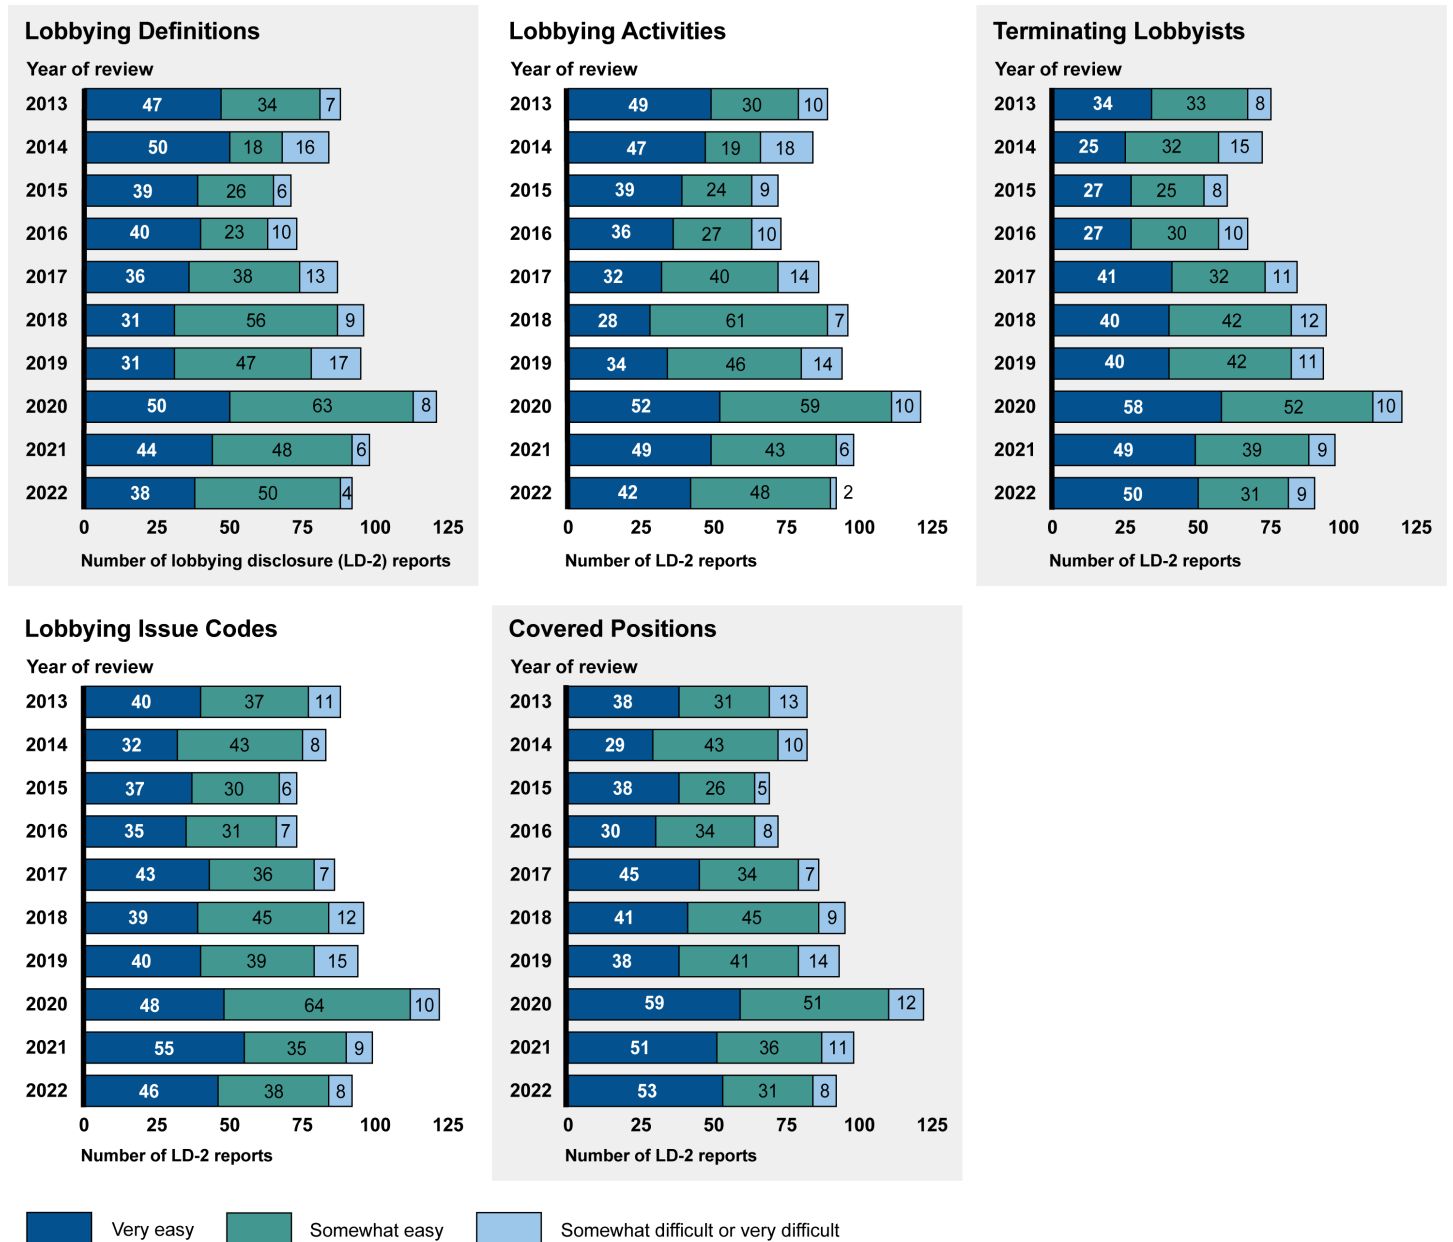 Lobbying Definitions
Year of review
2013 47 34 7
2014 50 18 16
2015 39 26 6
2016 40 23 10
2017 36 38 13
2018 31 56 9
2019 31 47 17
2020 50 63 8
2021 44 48 6
2022 38 50 4
0 25 50 75 100 125
Number of lobbying disclosure (LD-2) reports
Lobbying Activities
Year of review
2013 49 30 10
2014 47 19 18
2015 39 24 9
2016 36 27 10
2017 32 40 14
2018 28 61 7
2019 34 46 14
2020 52 59 10
2021 49 43 6
2022 42 48 2
0 25 50 75 100 125
Number of LD-2 reports
Terminating Lobbyists
Year of review
2013 34 33 8
2014 25 32 15
2015 27 25 8
2016 27 30 10
2017 41 32 11
2018 40 42 12
2019 40 42 11
2020 58 52 10
2021 49 39 9
2022 50 31 9
0 25 50 75 100 125
Number of LD-2 reports
Lobbying Issue Codes
Year of review
2013 40 37 11
2014 32 43 8
2015 37 30 6
2016 35 31 7
2017 43 36 7
2018 39 45 12
2019 40 39 15
2020 48 64 10
2021 55 35 9
2022 46 38 8
0 25 50 75 100 125
Number of LD-2 reports
Covered Positions
Year of review
2013 38 31 13
2014 29 43 10
2015 38 26 5
2016 30 34 8
2017 45 34 7
2018 41 45 9
2019 38 41 14
2020 59 51 12
2021 51 36 11
2022 53 31 8
0 25 50 75 100 125
Number of LD-2 reports
Very easy Somewhat easy Somewhat difficult or very difficult